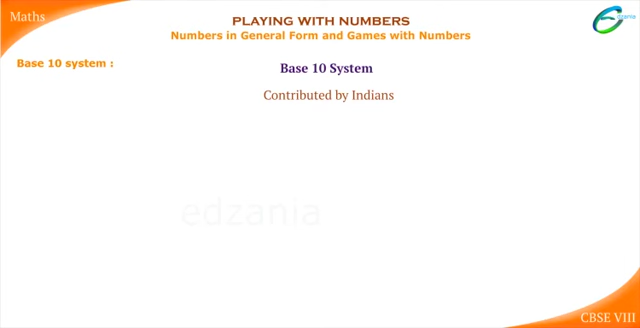 Maths
PLAYING WITH NUMBERS
Numbers in General Form and Games with Numbers
Base 10 system :
Base 10 System
Contributed by Indians
edzania
CBSE VIII